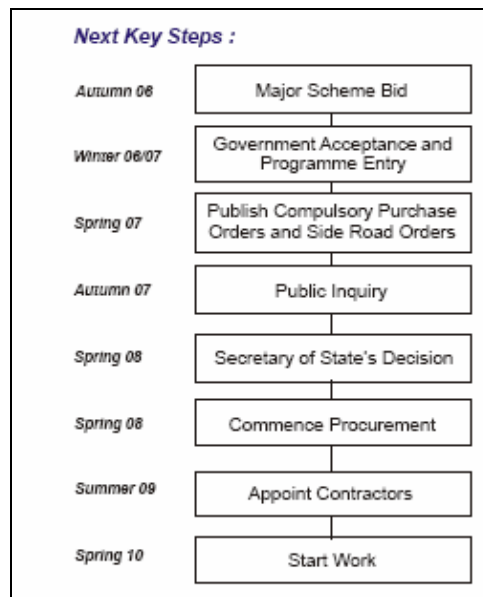 Next Key Steps :
Autumn 06
Major Scheme Bid
Winter 06/07
Government Acceptance and
Programme Entry
Spring 07
Publish Compulsory Purchase
Orders and Side Road Orders
Autumn 07
Public Inquiry
Spring 08
Secretary of State's Decision
Spring 08
Commence Procurement
Summer 09
Appoint Contractors
Spring 10
Start Work